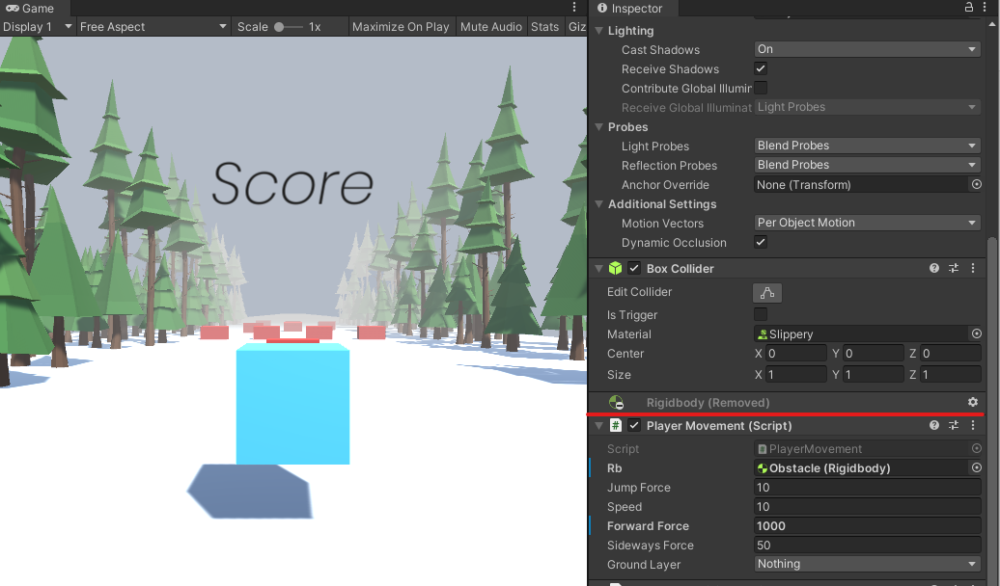 Game
Inspector
Display 1 Free Aspect Scale 1x Maximize On Play Mute Audio Stats Giz
Score
Lighting
Cast Shadows On
Receive Shadows
Contribute Global Illumin
Receive Global Illuminat Light Probes
Probes
Light Probes Blend Probes
Reflection Probes Blend Probes
Anchor Override None (Transform)
Additional Settings
Motion Vectors Per Object Motion
Dynamic Occlusion
Box Collider
Edit Collider
Is Trigger
Material Slippery
Center X 0 Y 0 Z 0
Size X 1 Y 1 Z 1
Rigidbody (Removed)
# Player Movement (Script)
Script # PlayerMovement
Rb Obstacle (Rigidbody)
Jump Force 10
Speed 10
Forward Force 1000
Sideways Force 50
Ground Layer Nothing